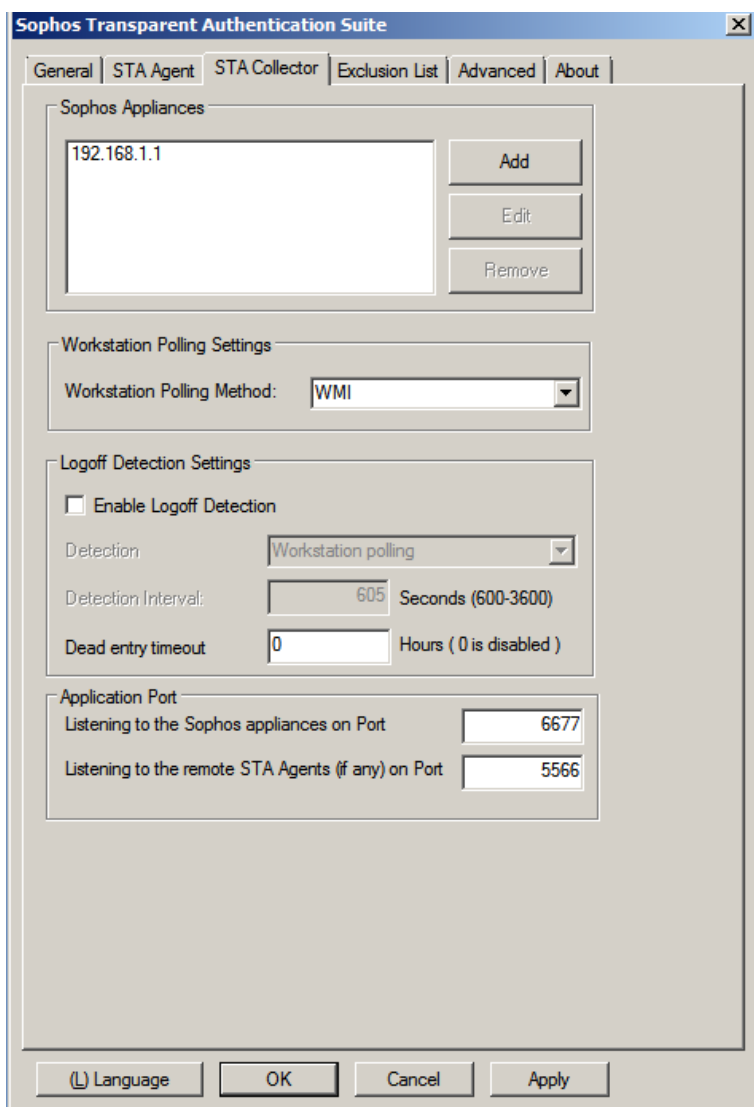 Sophos Transparent Authentication Suite
General STA Agent STA Collector Exclusion List Advanced About
Sophos Appliances
192.168.1.1
Add
Edit
Remove
Workstation Polling Settings
Workstation Polling Method: WMI
Logoff Detection Settings
Enable Logoff Detection
Detection Workstation polling
Detection Interval: 605 Seconds (600-3600)
Dead entry timeout 0 Hours ( 0 is disabled )
Application Port
Listening to the Sophos appliances on Port 6677
Listening to the remote STA Agents (if any) on Port 5566
(L) Language OK Cancel Apply